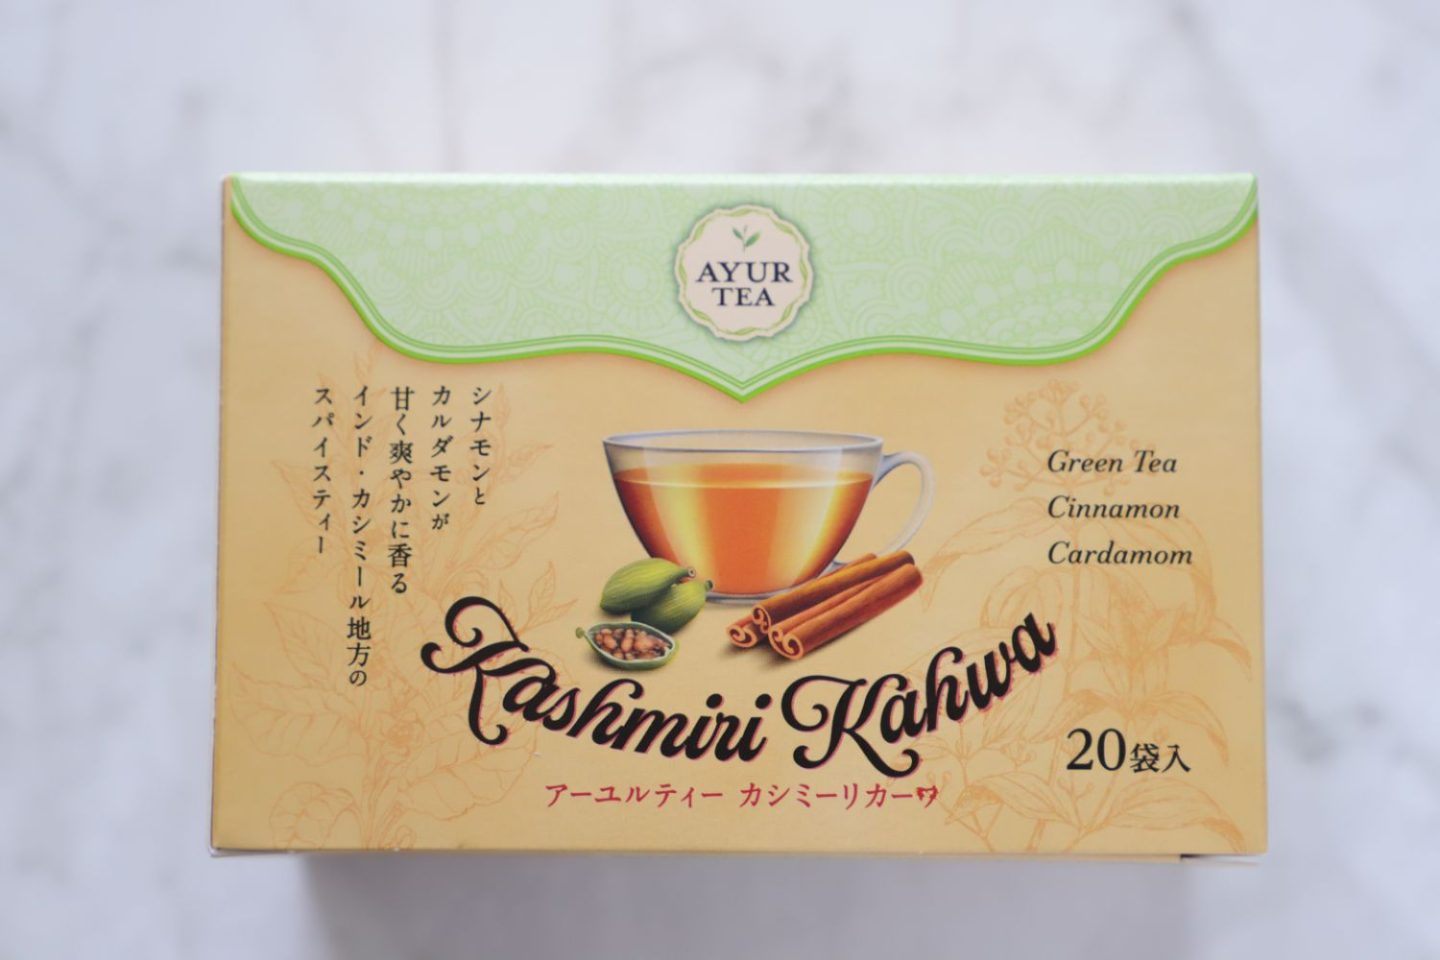 AYUR
TEA
シナモンと
カルダモンが
甘く爽やかに香る
インド・カシミール地方の
スパイスティー
Green Tea
Cinnamon
Cardamom
Kashmiri Kahwa
20袋入
アーユルティー カシミーリカーワ